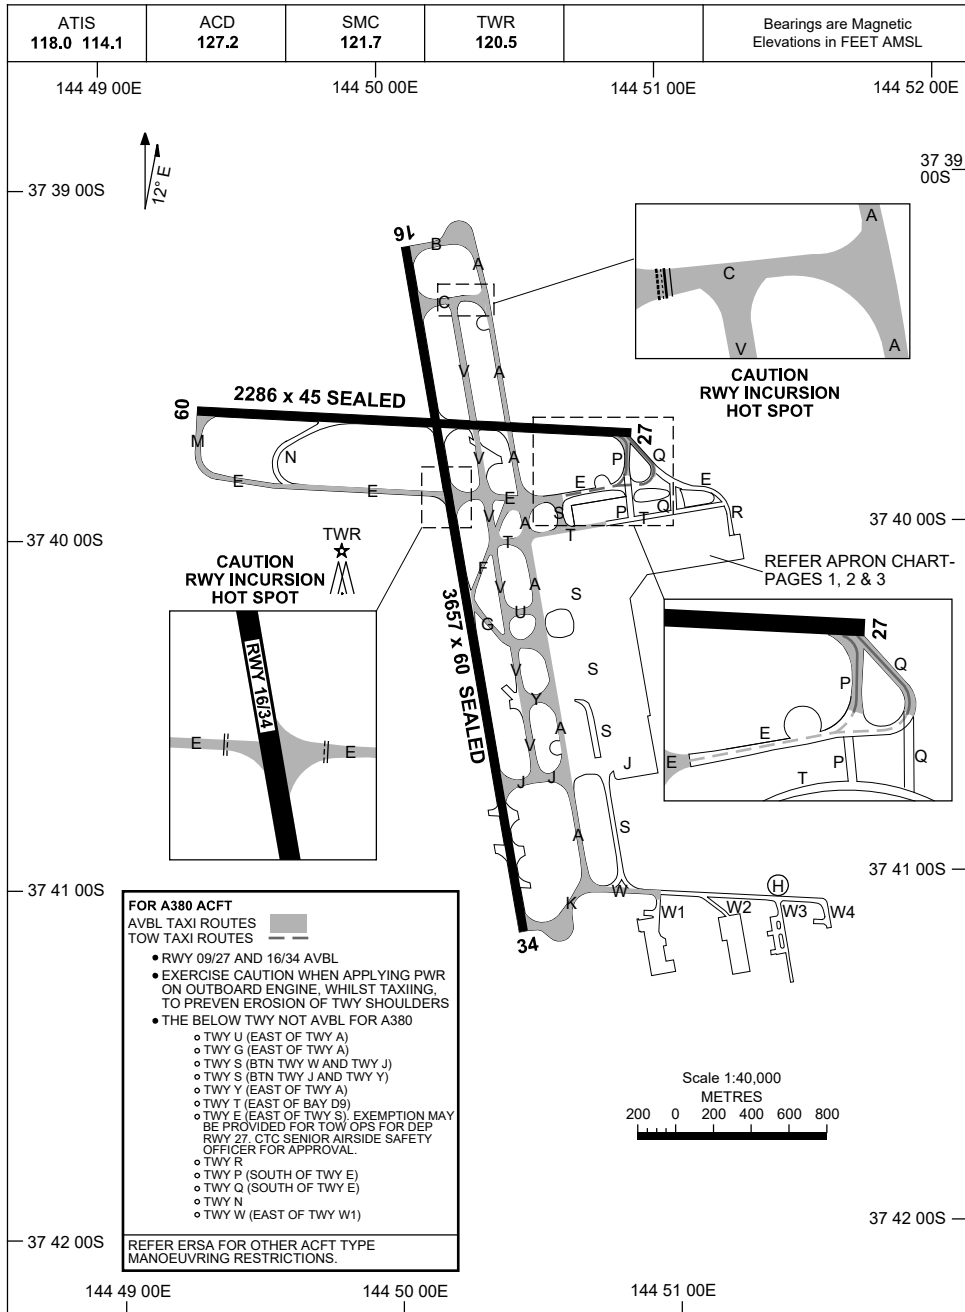 ATIS
118.0 114.1
ACD
127.2
SMC
121.7
TWR
120.5
Bearings are Magnetic
Elevations in FEET AMSL
144 49 00E
144 50 00E
144 51 00E
144 52 00E
37 39 00S
37 39
00S
12° E
16
B
A
C
V
A
A
C
V
A
CAUTION
RWY INCURSION
HOT SPOT
2286 x 45 SEALED
09
27
M
N
E
E
V
A
E
P
Q
E
E
V
A
S
T
P
T
Q
R
37 40 00S
37 40 00S
TWR
CAUTION
RWY INCURSION
HOT SPOT
REFER APRON CHART-
PAGES 1, 2 & 3
T
F
V
A
S
U
G
3657 x 60 SEALED
V
S
Y
A
V
S
J
J
J
A
S
RWY 16/34
E
E
27
Q
P
E
E
P
Q
T
37 41 00S
37 41 00S
K
W
H
W1
W2
W3
W4
34
FOR A380 ACFT
AVBL TAXI ROUTES
TOW TAXI ROUTES
• RWY 09/27 AND 16/34 AVBL
• EXERCISE CAUTION WHEN APPLYING PWR
ON OUTBOARD ENGINE, WHILST TAXIING,
TO PREVEN EROSION OF TWY SHOULDERS
• THE BELOW TWY NOT AVBL FOR A380
o TWY U (EAST OF TWY A)
o TWY G (EAST OF TWY A)
o TWY S (BTN TWY W AND TWY J)
o TWY S (BTN TWY J AND TWY Y)
o TWY Y (EAST OF TWY A)
o TWY T (EAST OF BAY D9)
o TWY E (EAST OF TWY S). EXEMPTION MAY
BE PROVIDED FOR TOW OPS FOR DEP
RWY 27. CTC SENIOR AIRSIDE SAFETY
OFFICER FOR APPROVAL.
o TWY R
o TWY P (SOUTH OF TWY E)
o TWY Q (SOUTH OF TWY E)
o TWY N
o TWY W (EAST OF TWY W1)
REFER ERSA FOR OTHER ACFT TYPE
MANOEUVRING RESTRICTIONS.
Scale 1:40,000
METRES
200 0 200 400 600 800
37 42 00S
37 42 00S
144 49 00E
144 50 00E
144 51 00E